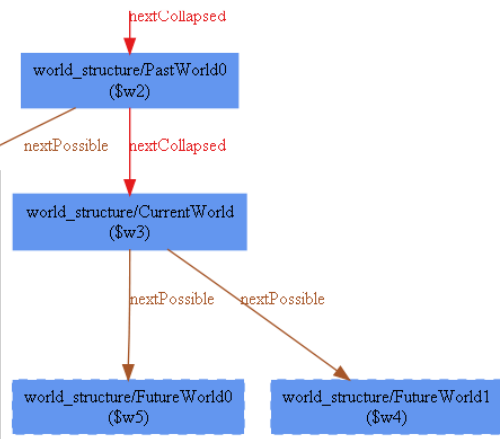 nextCollapsed
world_structure/PastWorld0
($w2)
nextPossible
nextCollapsed
world_structure/CurrentWorld
($w3)
nextPossible
nextPossible
world_structure/FutureWorld0
($w5)
world_structure/FutureWorld1
($w4)